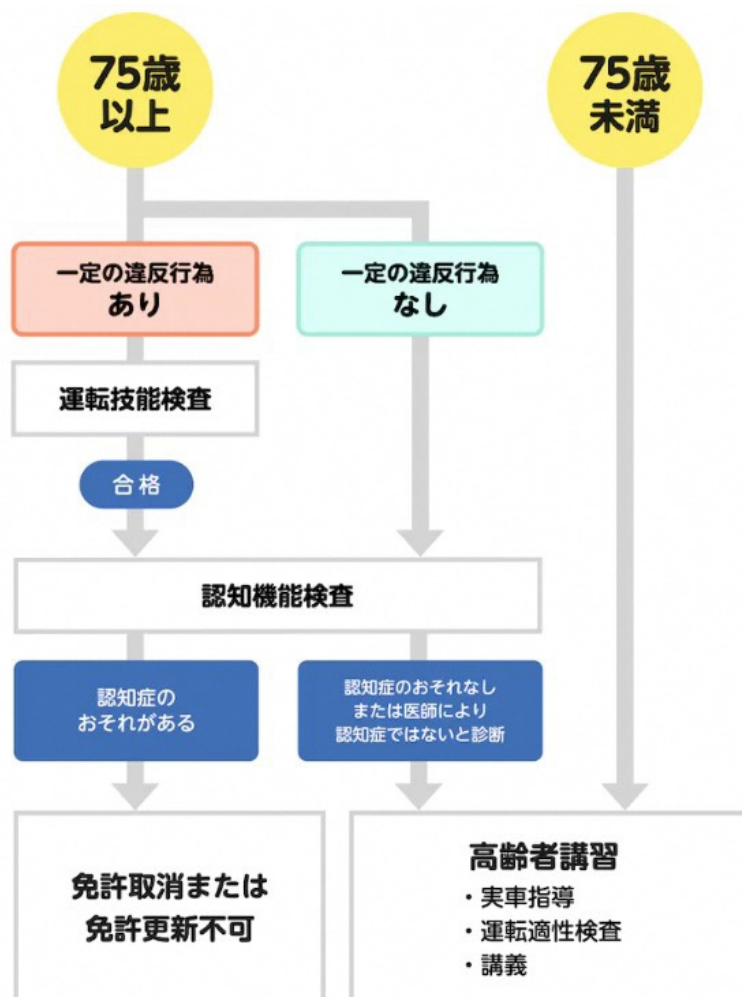 75歳
以上
75歳
未満
一定の違反行為
あり
一定の違反行為
なし
運転技能検査
合格
認知機能検査
認知症の
おそれがある
認知症のおそれなし
または医師により
認知症ではないと診断
免許取消または
免許更新不可
高齢者講習
・実車指導
・運転適性検査
・講義